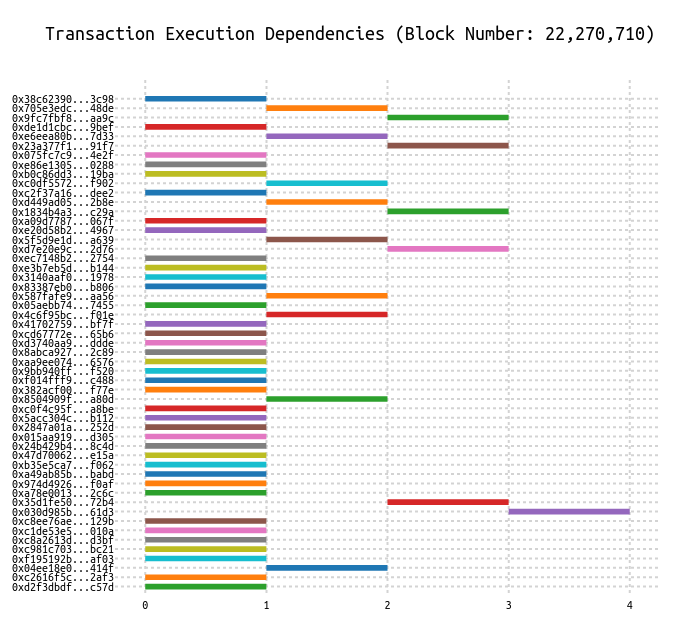 Transaction Execution Dependencies (Block Number: 22,270,710)
0x38c62390...3c98
0x705e3edc...48de
0x9fc7fbf8...aa9c
0xde1d1cbc...9bef
0xe6eea80b...7d33
0x23a377f1...91f7
0x075fc7c9...4e2f
0xe86e1305...0288
0xb0c86dd3...19ba
0xc0df5572...f902
0xc2f37a16...dee2
0xd449ad05...2b8e
0x1834b4a3...c29a
0xa09d7787...067f
0xe20d58b2...4967
0x5f5d9e1d...a639
0xd7e20e9c...2d76
0xec7148b2...2754
0xe3b7eb5d...b144
0x3140aaf0...1978
0x83387eb0...b806
0x587fafe9...aa56
0x05aebb74...7455
0x4c6f95bc...f01e
0x41702759...bf7f
0xcd67772e...65b6
0xd3740aa9...ddde
0x8abca927...2c89
0xaa9ee074...6576
0x9bb940ff...f520
0xf014fff9...c488
0x382acf00...f77e
0x8504909f...a80d
0xc0f4c95f...a8be
0x5acc304c...b112
0x2847a01a...252d
0x015aa919...d305
0x24b429b4...8c4d
0x47d70062...e15a
0xb35e5ca7...f062
0xa49ab85b...babd
0x974d4926...f0af
0xa78e0013...2c6c
0x35d1fe50...72b4
0x030d985b...61d3
0xc8ee76ae...129b
0xc1de53e5...010a
0xc8a2613d...d3bf
0xc981c703...bc21
0xf195192b...af03
0x04ee18e0...414f
0xc2616f5c...2af3
0xd2f3dbdf...c57d
0 1 2 3 4